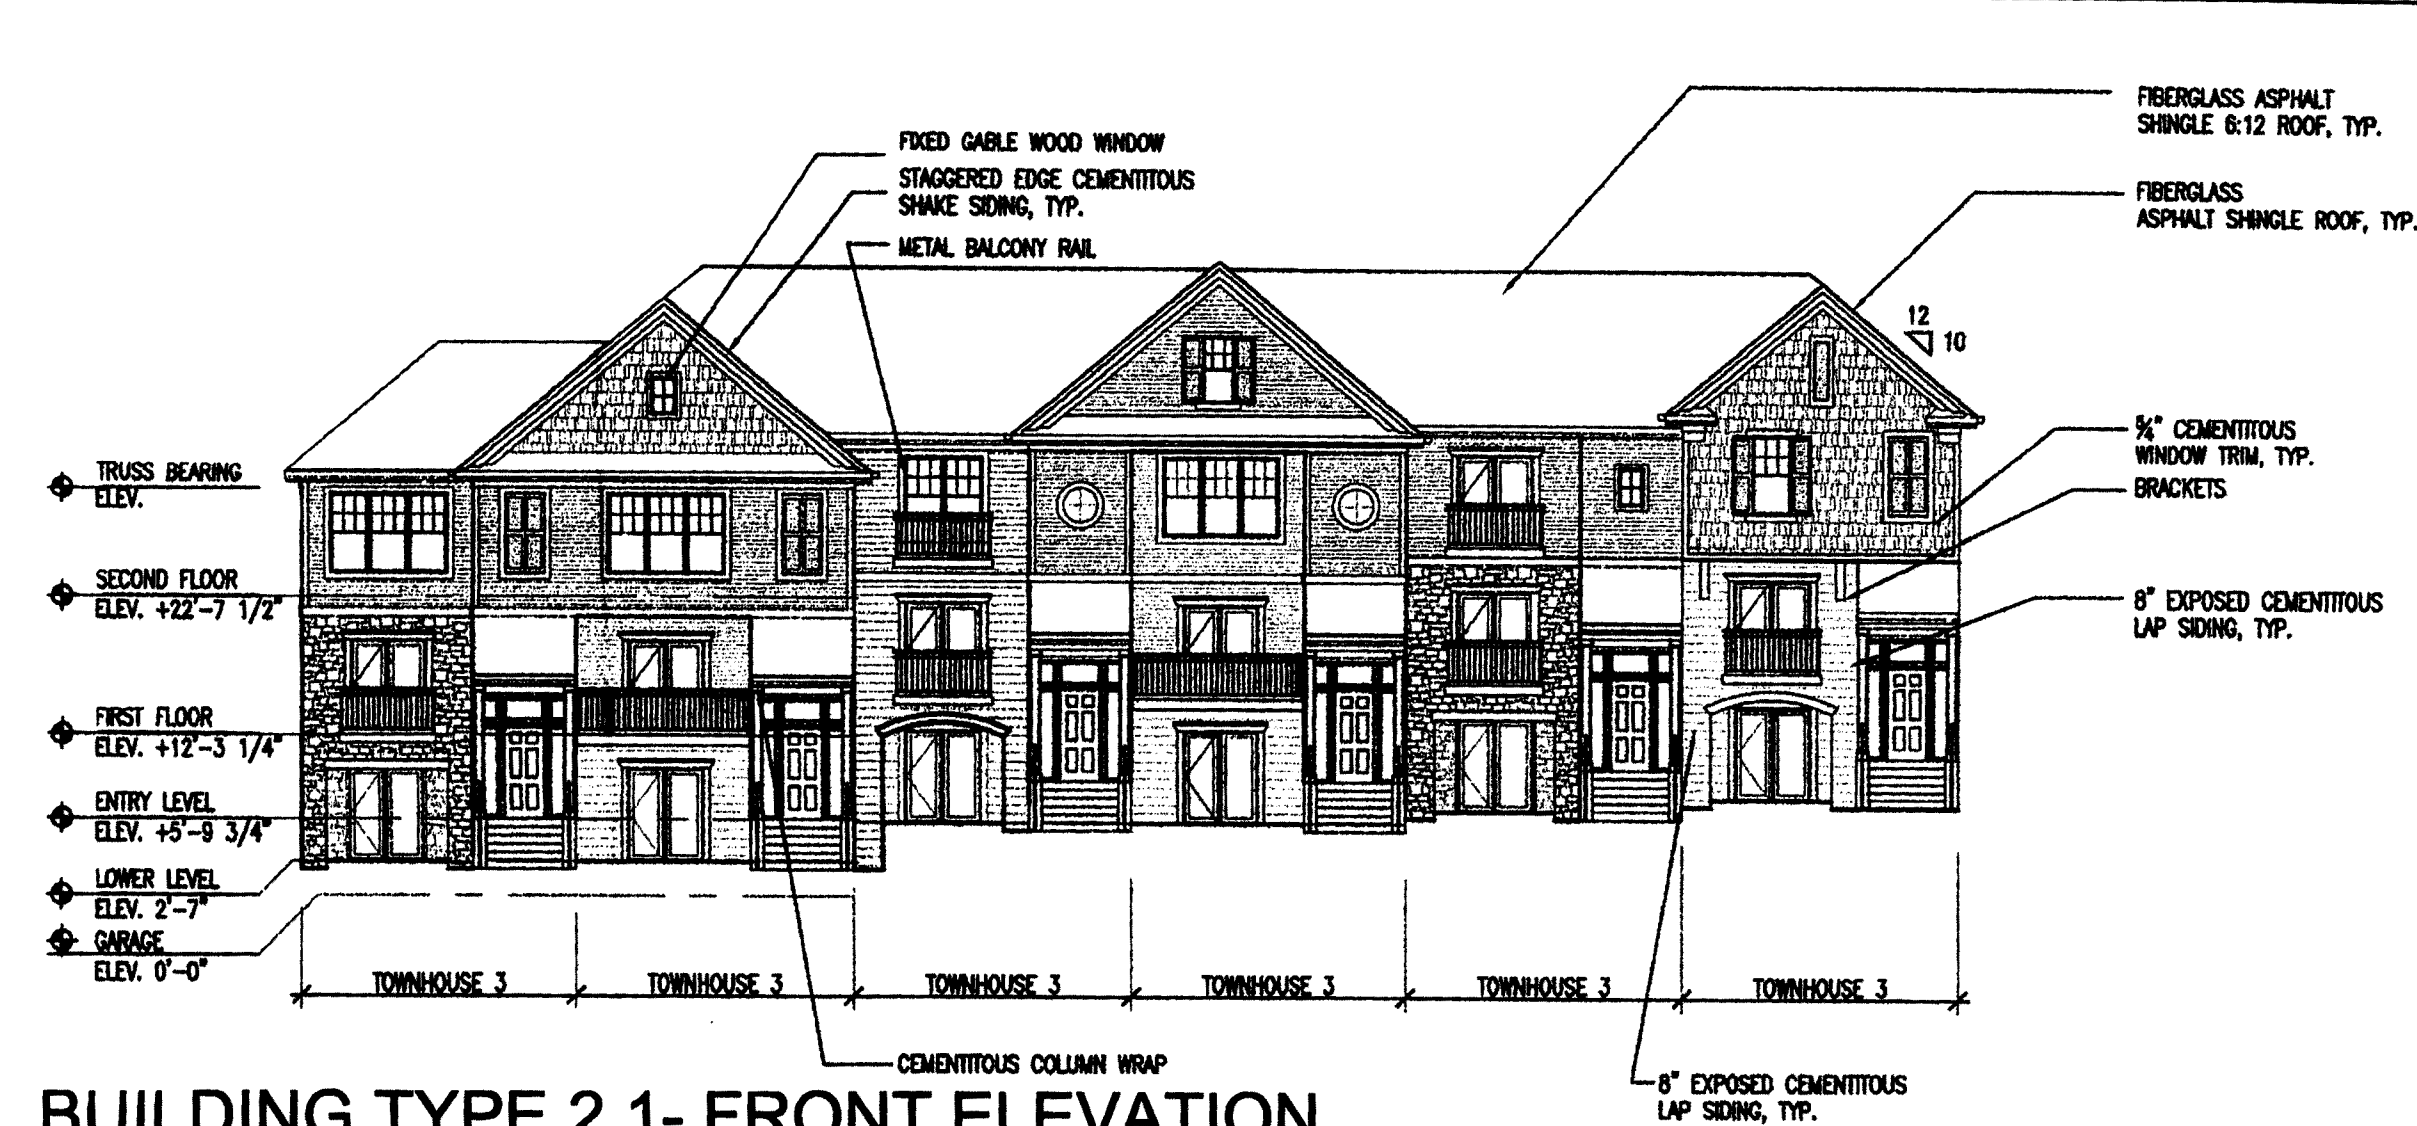 FIBERGLASS ASPHALT
SHINGLE 6:12 ROOF, TYP.
FIXED GABLE WOOD WINDOW
STAGGERED EDGE CEMENTITOUS
SHAKE SIDING, TYP.
METAL BALCONY RAIL
FIBERGLASS
ASPHALT SHINGLE ROOF, TYP.
12
10
5/4" CEMENTITOUS
WINDOW TRIM, TYP.
BRACKETS
TRUSS BEARING
ELEV.
SECOND FLOOR
ELEV. +22'-7 1/2"
8" EXPOSED CEMENTITOUS
LAP SIDING, TYP.
FIRST FLOOR
ELEV. +12'-3 1/4"
ENTRY LEVEL
ELEV. +5'-9 3/4"
LOWER LEVEL
ELEV. 2'-7"
GARAGE
ELEV. 0'-0"
TOWNHOUSE 3
TOWNHOUSE 3
TOWNHOUSE 3
TOWNHOUSE 3
TOWNHOUSE 3
TOWNHOUSE 3
CEMENTITOUS COLUMN WRAP
8" EXPOSED CEMENTITOUS
LAP SIDING, TYP.
BUILDING TYPE 2.1- FRONT ELEVATION